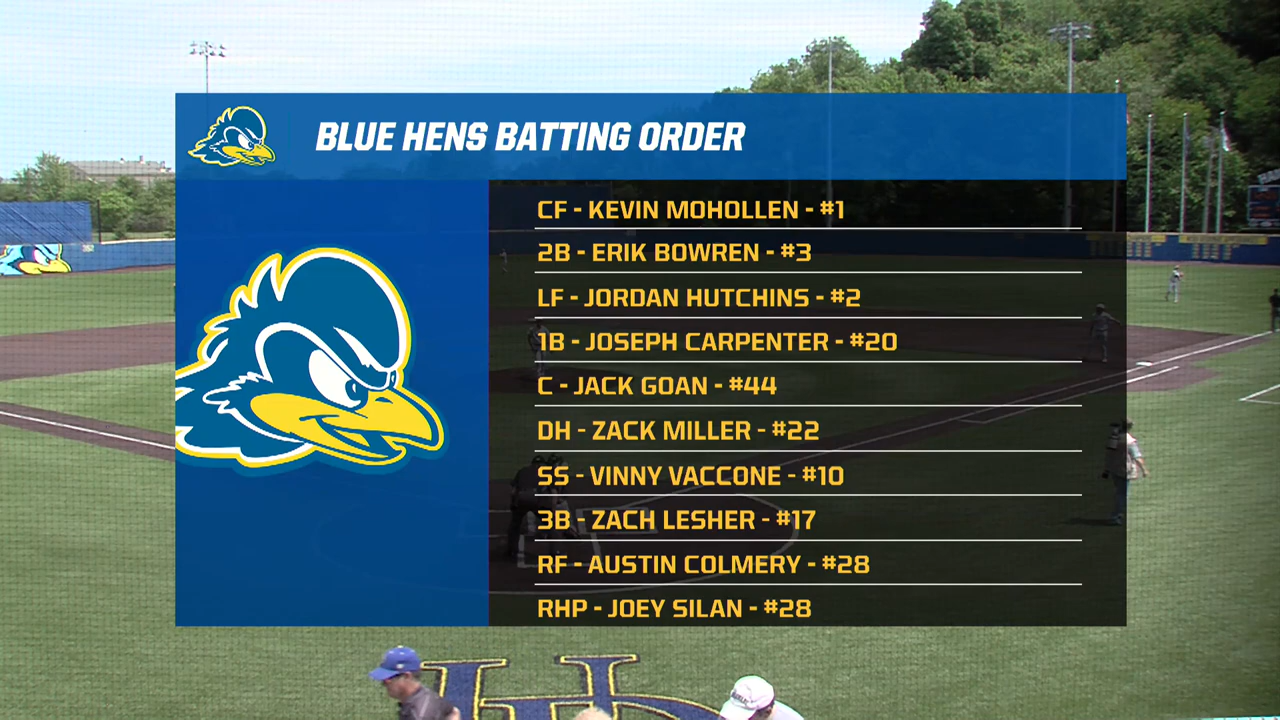 BLUE HENS BATTING ORDER
CF - KEVIN MOHOLLEN - #1
2B - ERIK BOWREN - #3
LF - JORDAN HUTCHINS - #2
1B - JOSEPH CARPENTER - #20
C - JACK GOAN - #44
DH - ZACK MILLER - #22
SS - VINNY VACCONE - #10
3B - ZACH LESHER - #17
RF - AUSTIN COLMERY - #28
RHP - JOEY SILAN - #28
UD